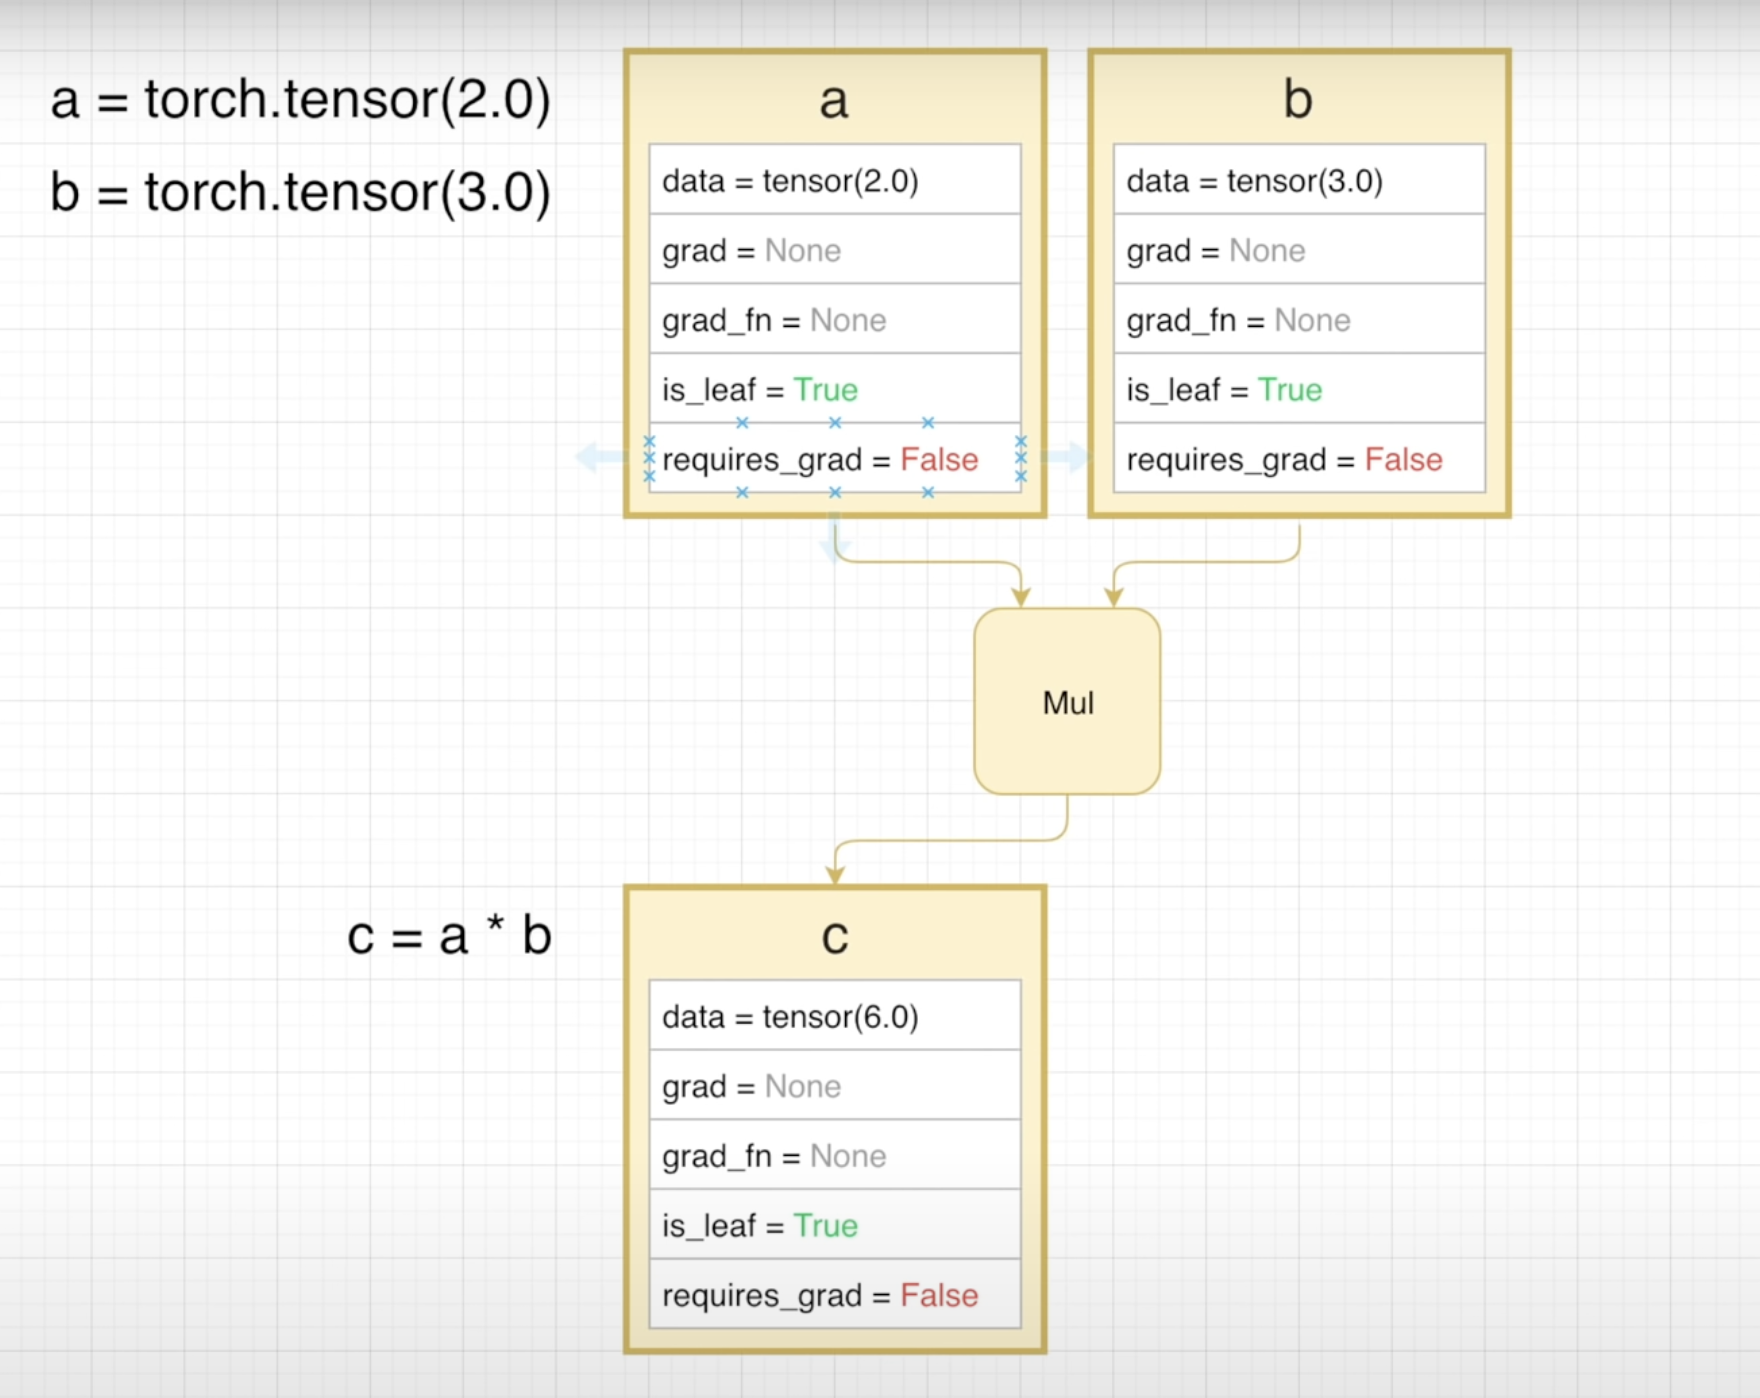 a = torch.tensor(2.0)
b = torch.tensor(3.0)
a
data = tensor(2.0)
grad = None
grad_fn = None
is_leaf = True
requires_grad = False
b
data = tensor(3.0)
grad = None
grad_fn = None
is_leaf = True
requires_grad = False
Mul
c = a * b
c
data = tensor(6.0)
grad = None
grad_fn = None
is_leaf = True
requires_grad = False